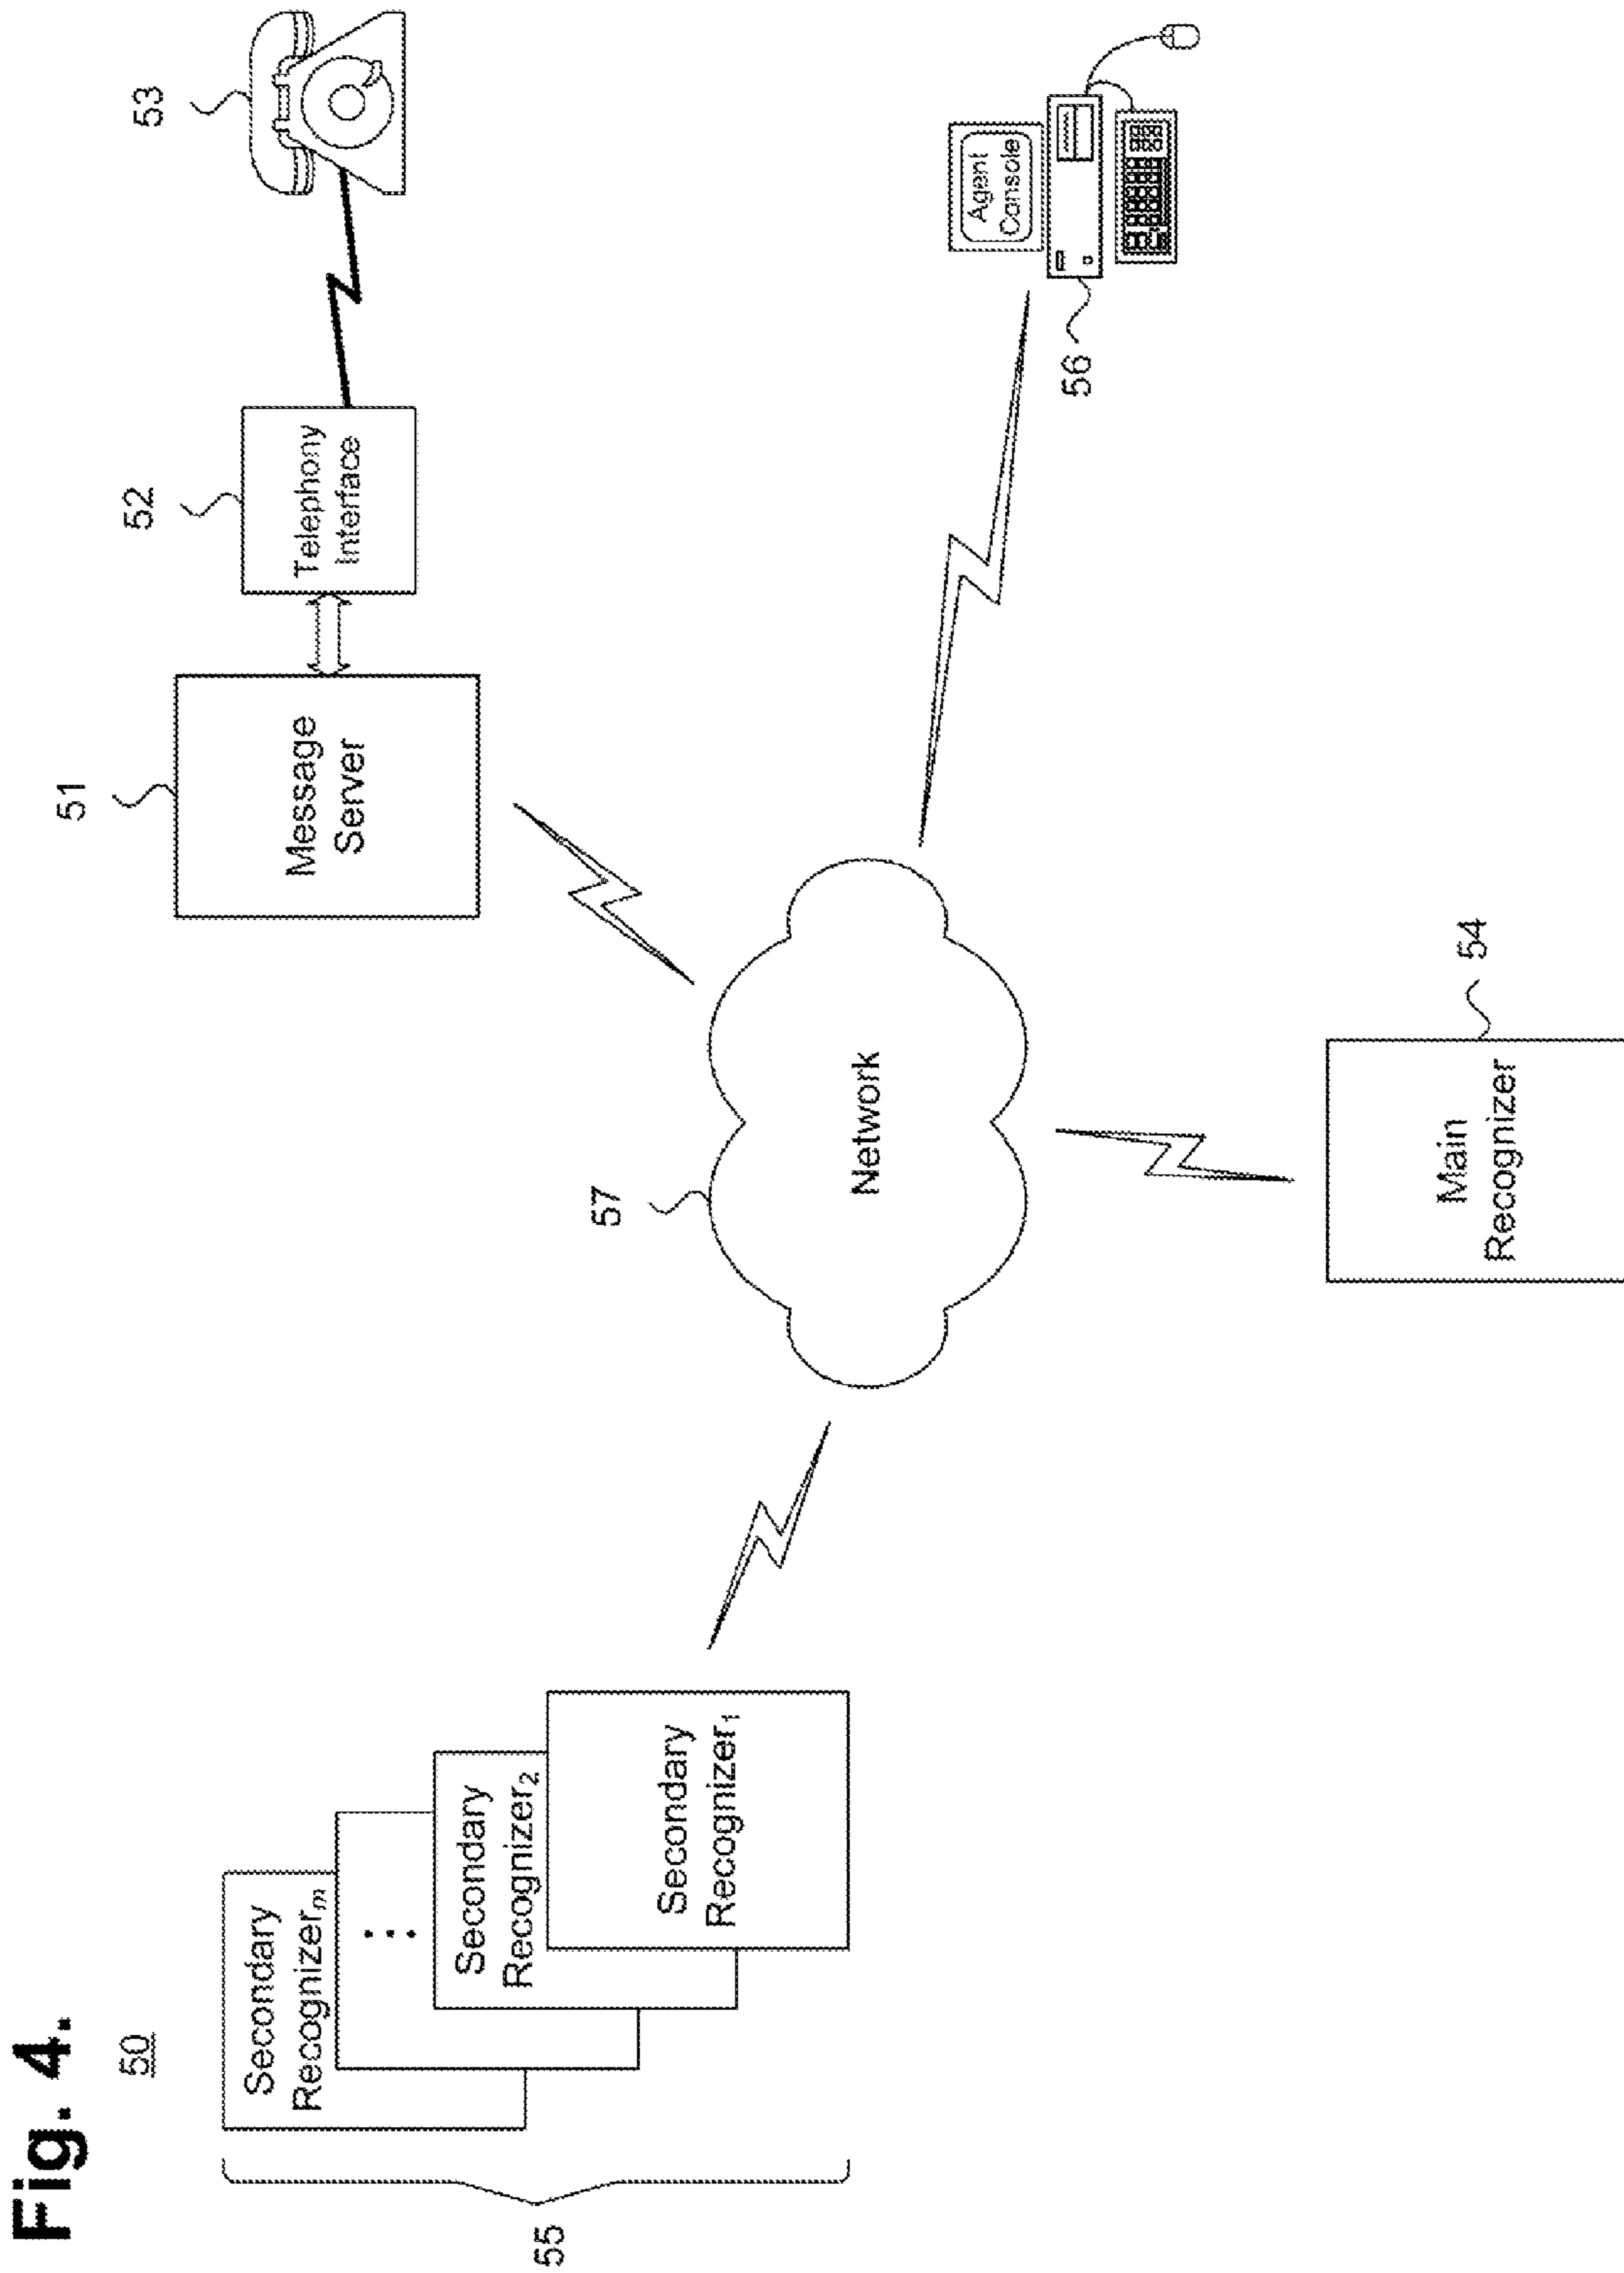 Fig. 4.
50
53
52
51
Telephony
Interface
Message
Server
Secondary
Recognizerₘ
⋮
Secondary
Recognizer₂
Secondary
Recognizer₁
55
57
Network
Agent
Console
56
54
Main
Recognizer